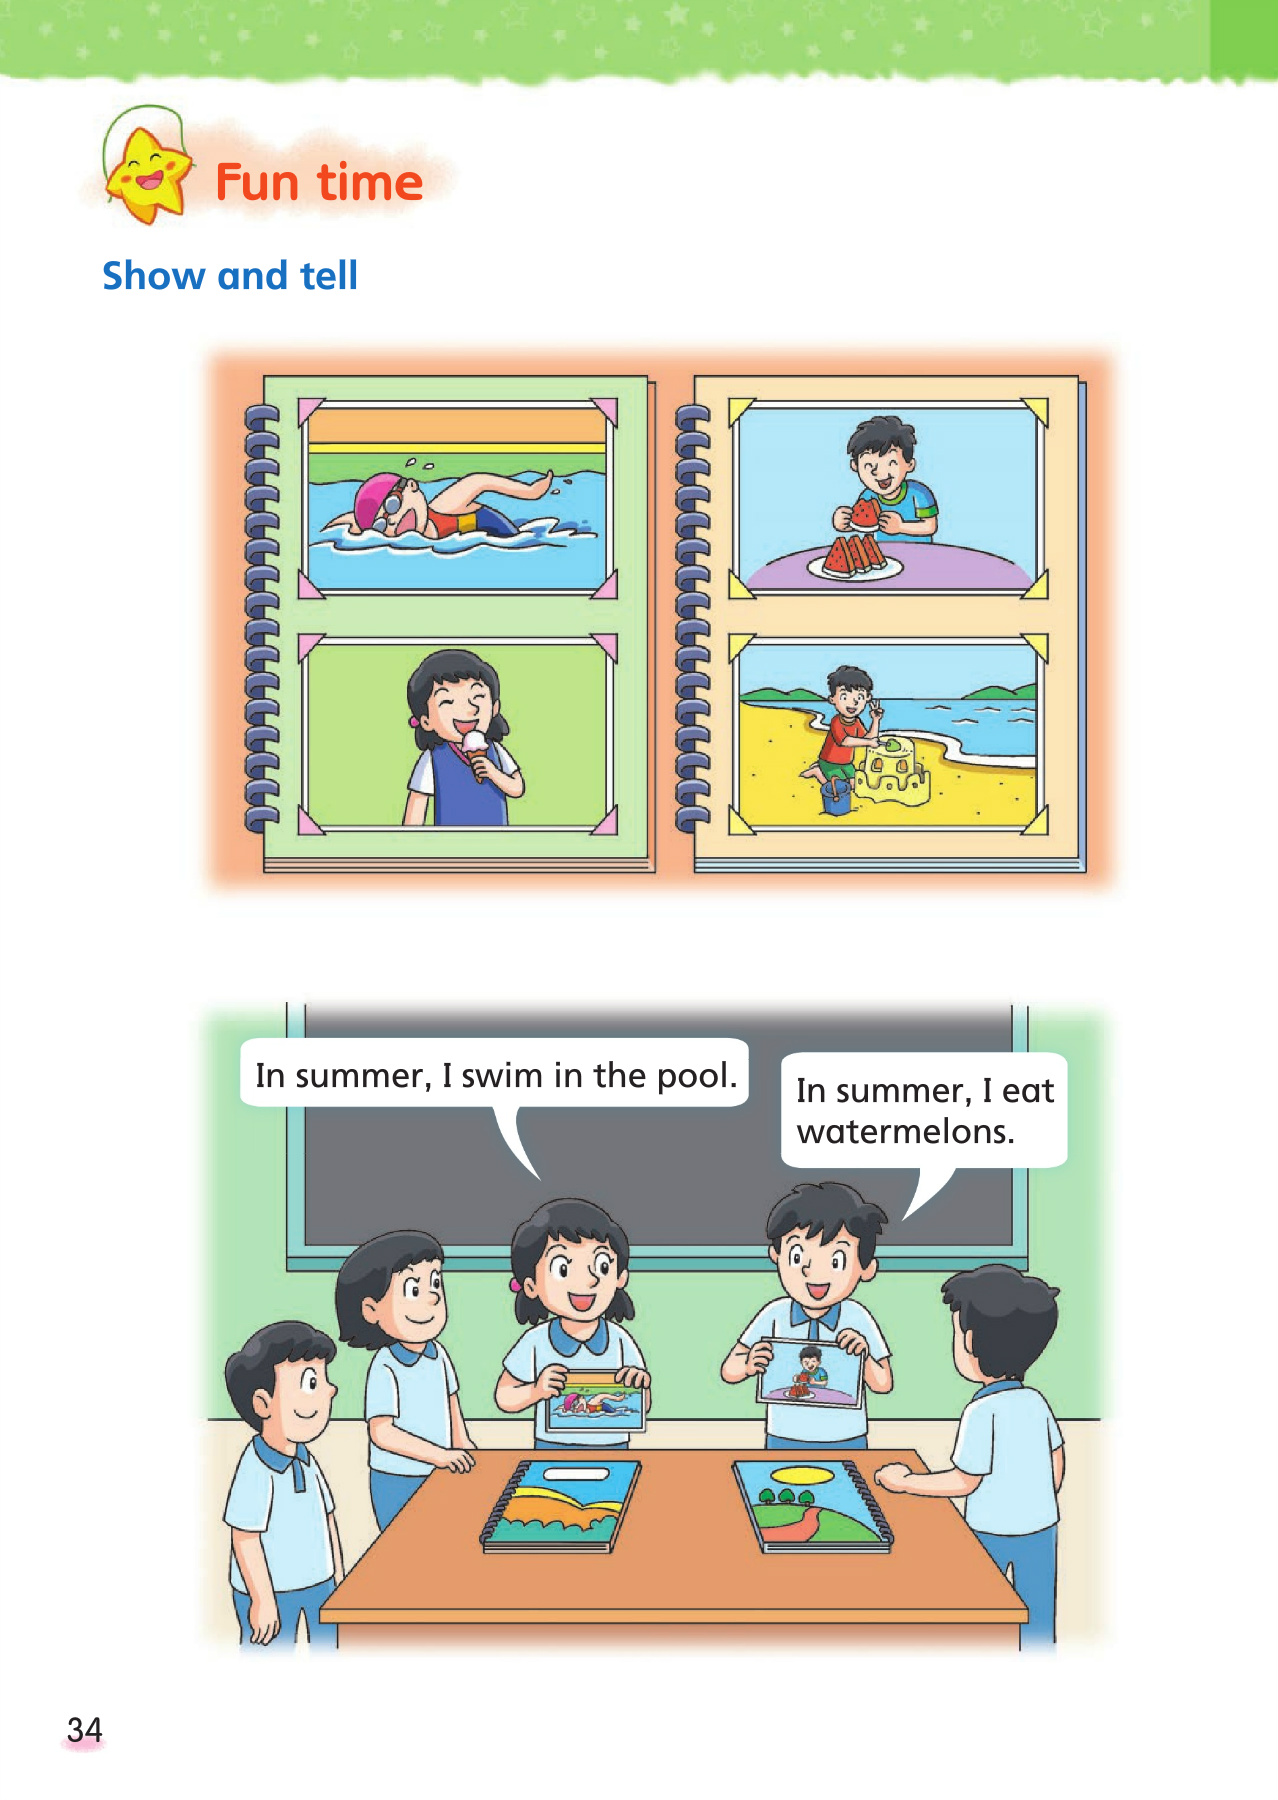 Fun time
Show and tell
In summer, I swim in the pool.
In summer, I eat
watermelons.
34